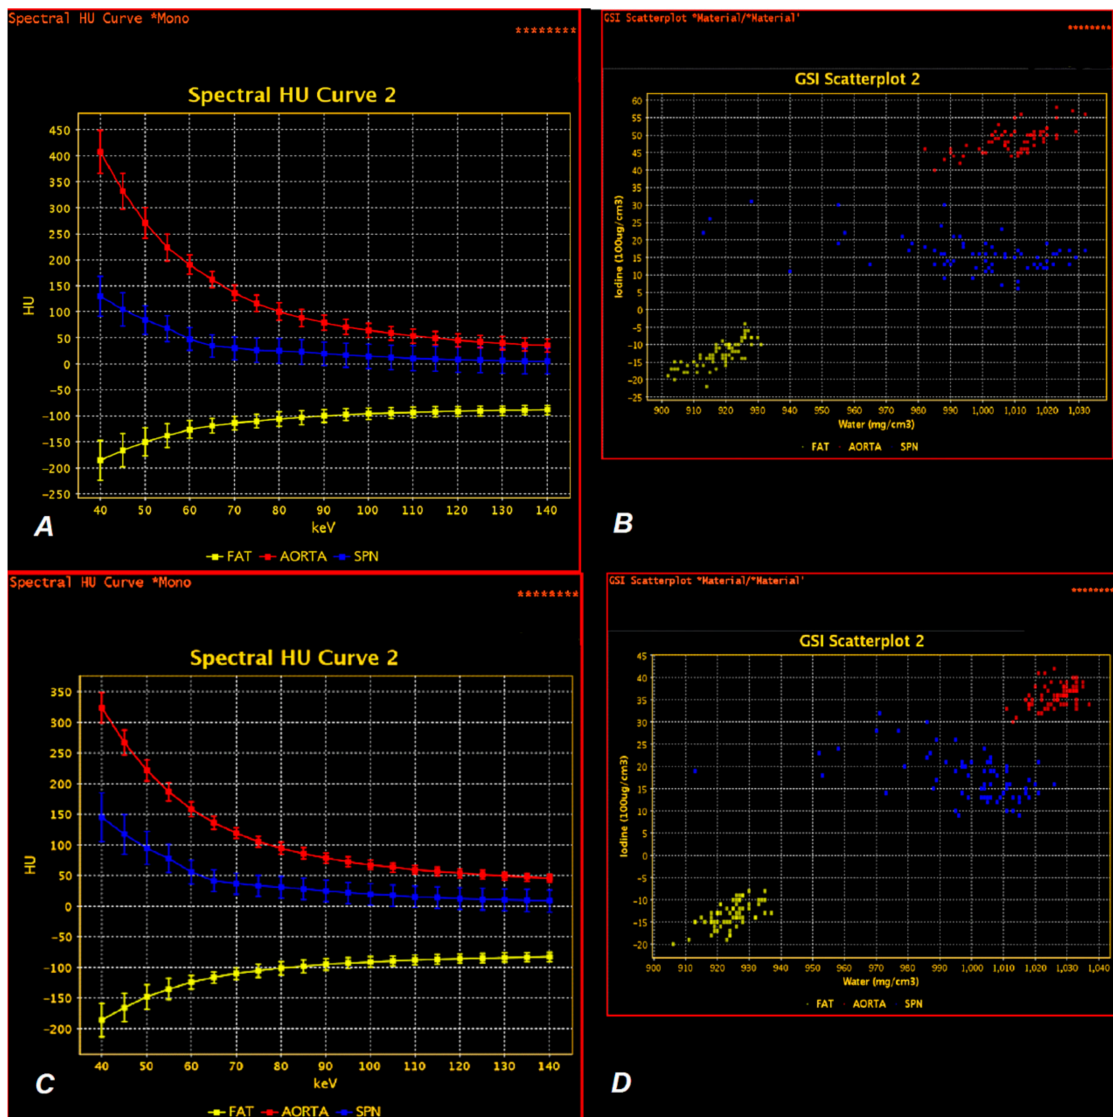 Spectral HU Curve *Mono
********
Spectral HU Curve 2
450
400
350
300
250
200
150
100
50
0
-50
-100
-150
-200
-250
HU
40 50 60 70 80 90 100 110 120 130 140
keV
FAT AORTA SPN
A
GSI Scatterplot *Material/*Material'
********
GSI Scatterplot 2
60
55
50
45
40
35
30
25
20
15
10
5
0
-5
-10
-15
-20
-25
Iodine (100ug/cm3)
900 910 920 930 940 950 960 970 980 990 1,000 1,010 1,020 1,030
Water (mg/cm3)
FAT AORTA SPN
B
Spectral HU Curve *Mono
********
Spectral HU Curve 2
350
300
250
200
150
100
50
0
-50
-100
-150
-200
HU
40 50 60 70 80 90 100 110 120 130 140
keV
FAT AORTA SPN
C
GSI Scatterplot *Material/*Material'
********
GSI Scatterplot 2
45
40
35
30
25
20
15
10
5
0
-5
-10
-15
-20
Iodine (100ug/cm3)
900 910 920 930 940 950 960 970 980 990 1,000 1,010 1,020 1,030 1,040
Water (mg/cm3)
FAT AORTA SPN
D